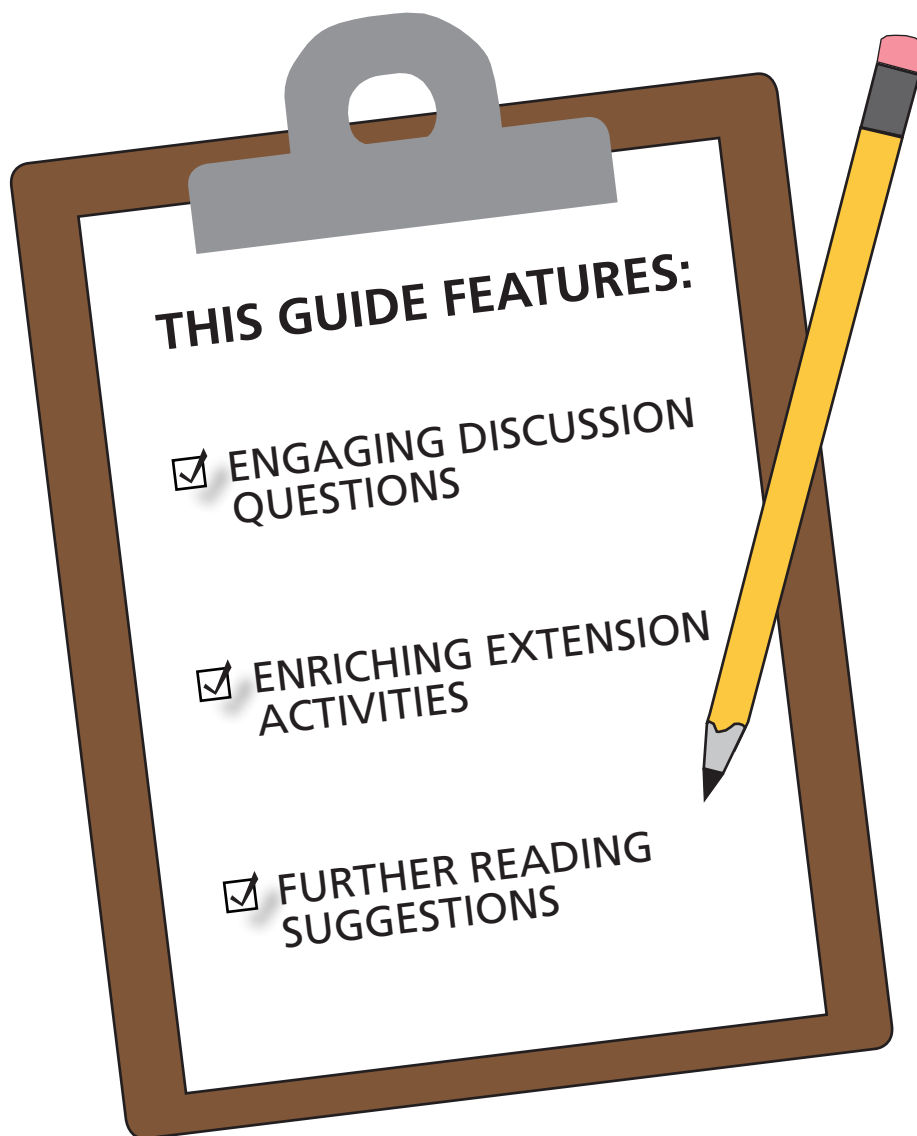 THIS GUIDE FEATURES:
ENGAGING DISCUSSION
QUESTIONS
ENRICHING EXTENSION
ACTIVITIES
FURTHER READING
SUGGESTIONS